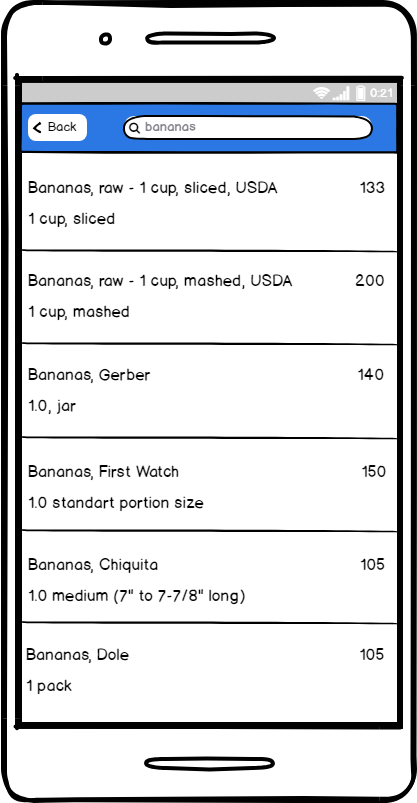 0:21
Back bananas
Bananas, raw - 1 cup, sliced, USDA 133
1 cup, sliced
Bananas, raw - 1 cup, mashed, USDA 200
1 cup, mashed
Bananas, Gerber 140
1.0, jar
Bananas, First Watch 150
1.0 standart portion size
Bananas, Chiquita 105
1.0 medium (7" to 7-7/8" long)
Bananas, Dole 105
1 pack